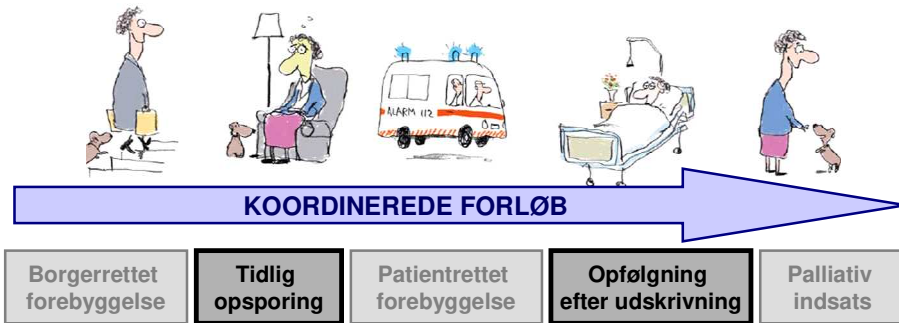 ALARM 112
KOORDINEREDE FORLØB
Borgerrettet
forebyggelse
Tidlig
opsporing
Patientrettet
forebyggelse
Opfølgning
efter udskrivning
Palliativ
indsats